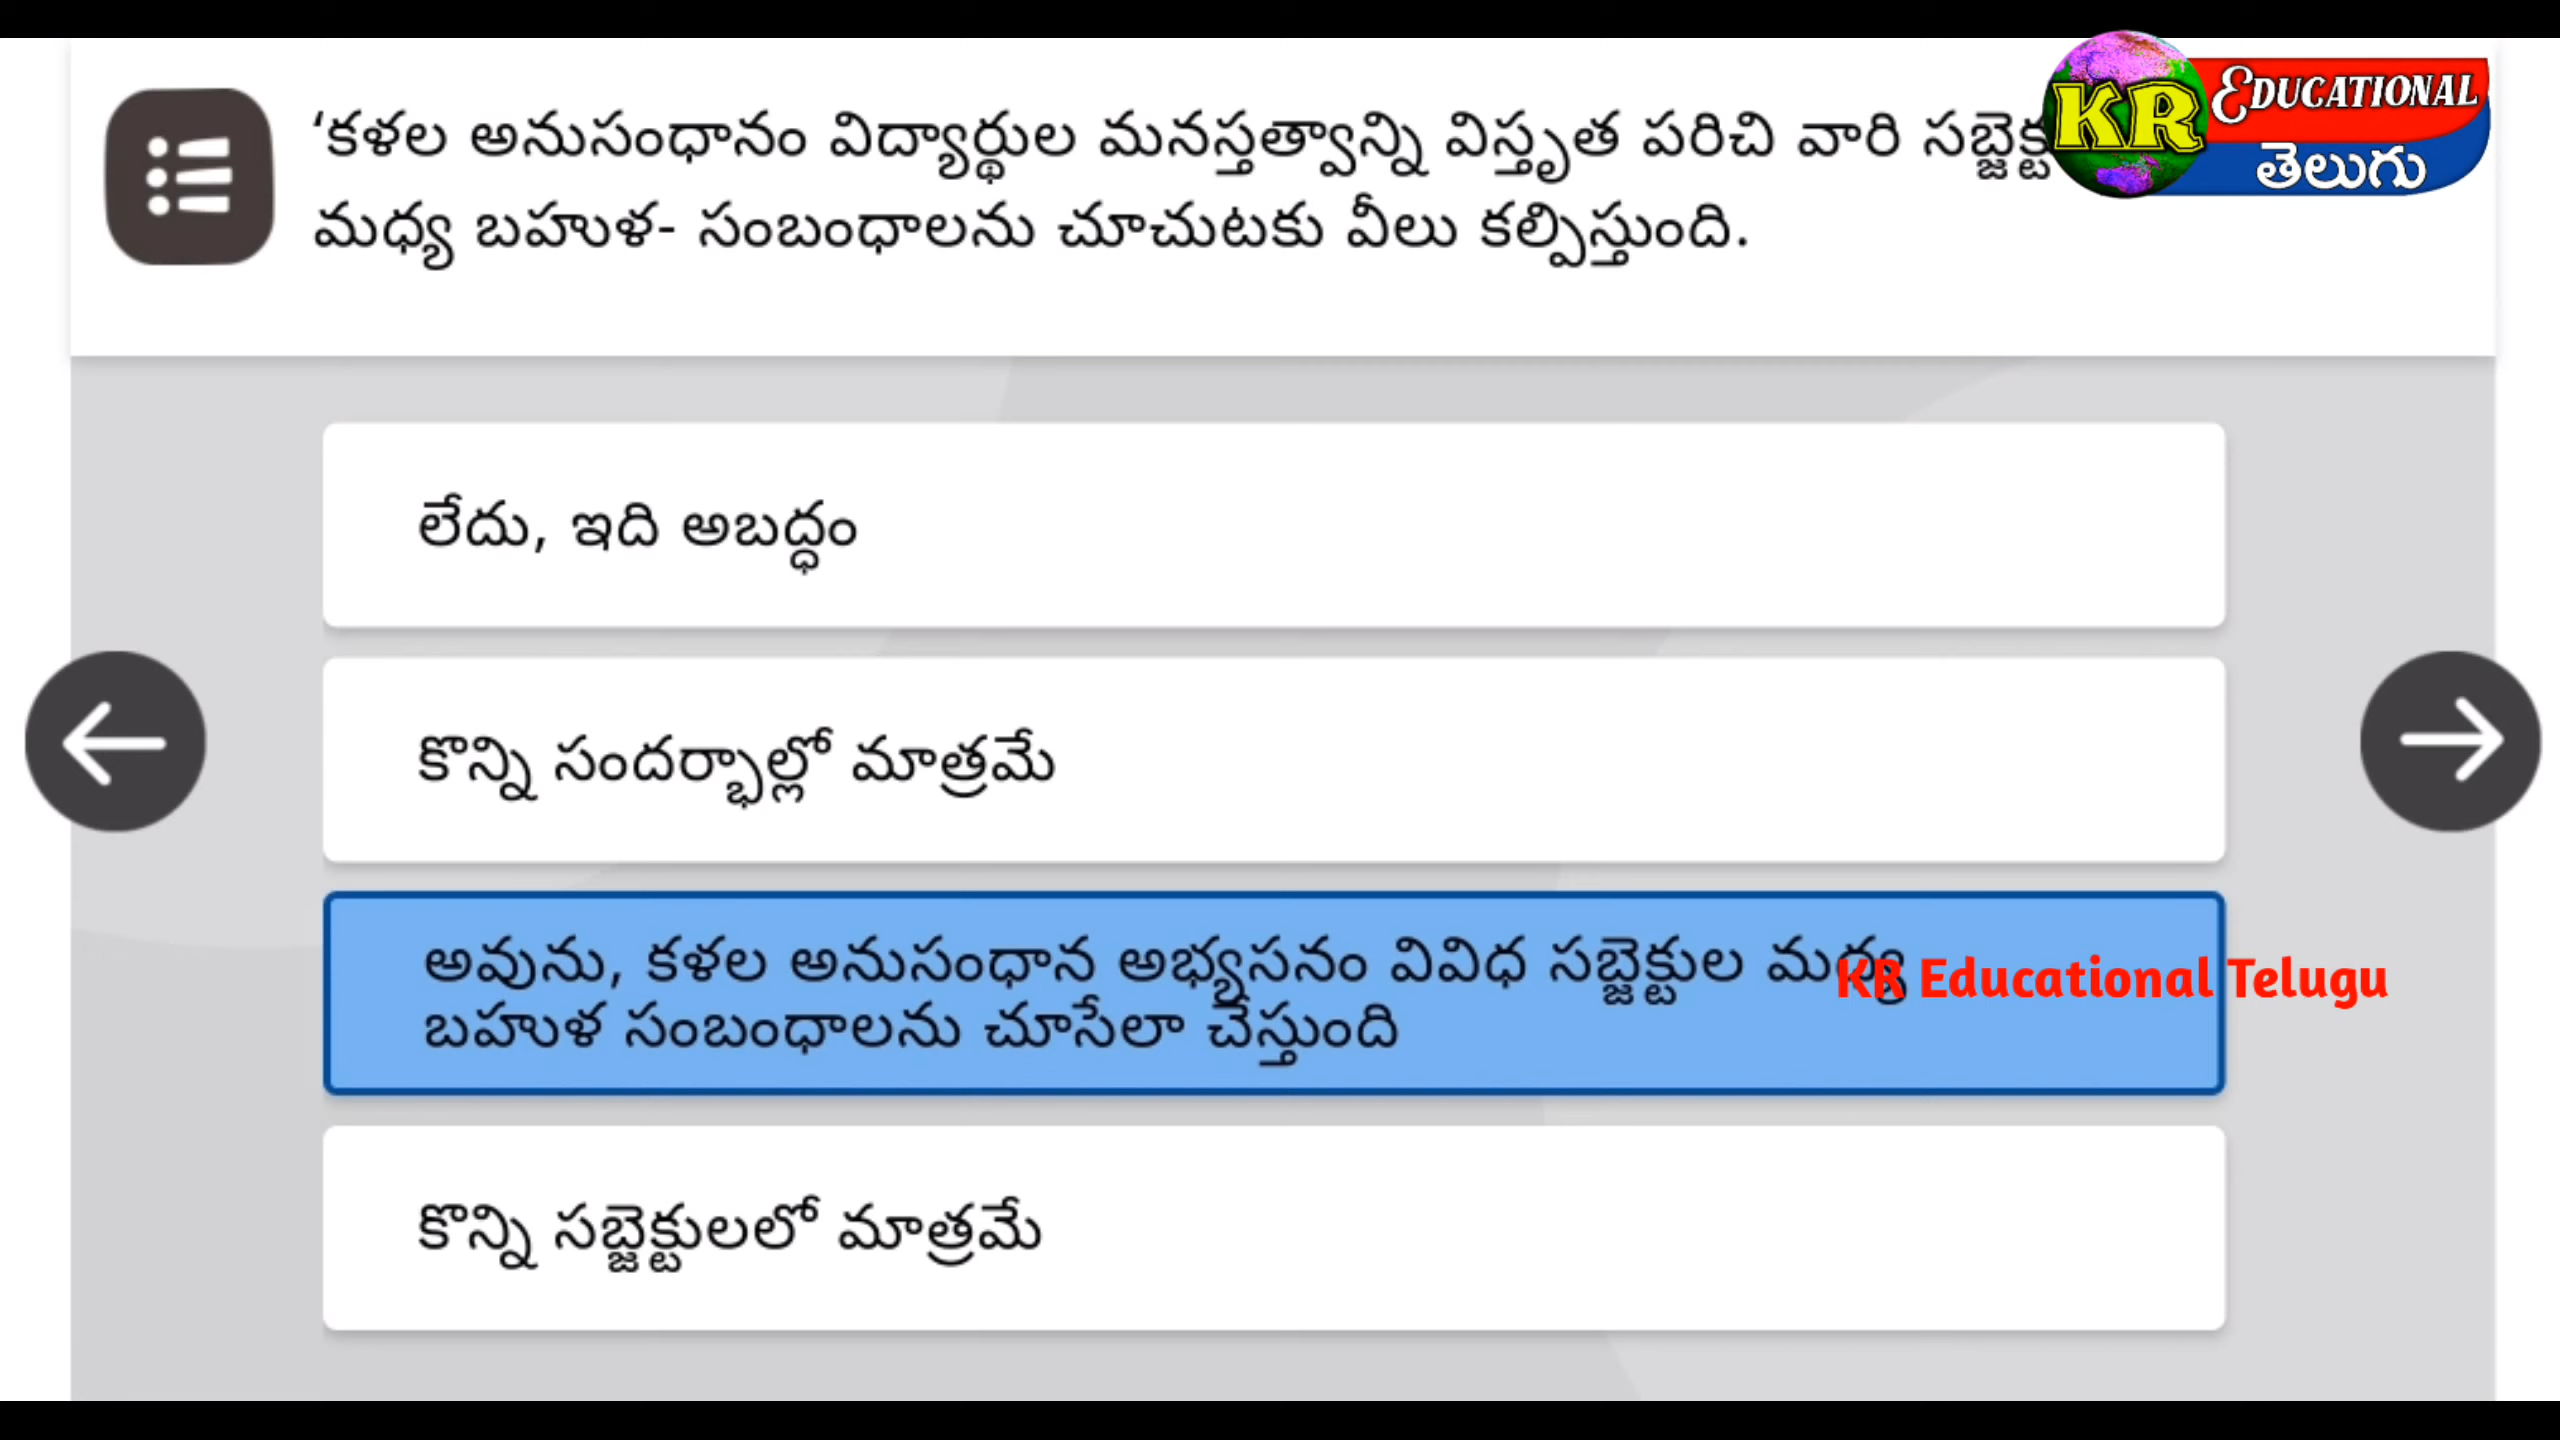 ‘కళల అనుసంధానం విద్యార్థుల మనస్తత్వాన్ని విస్తృత పరిచి వారి
మధ్య బహుళ- సంబంధాలను చూచుటకు వీలు కల్పిస్తుంది.
KR EDUCATIONAL
తెలుగు
లేదు, ఇది అబద్ధం
కొన్ని సందర్భాల్లో మాత్రమే
అవును, కళల అనుసంధాన అభ్యసనం వివిధ సబ్జెక్టుల మధ్య
బహుళ సంబంధాలను చూసేలా చేస్తుంది
KR Educational Telugu
కొన్ని సబ్జెక్టులలో మాత్రమే